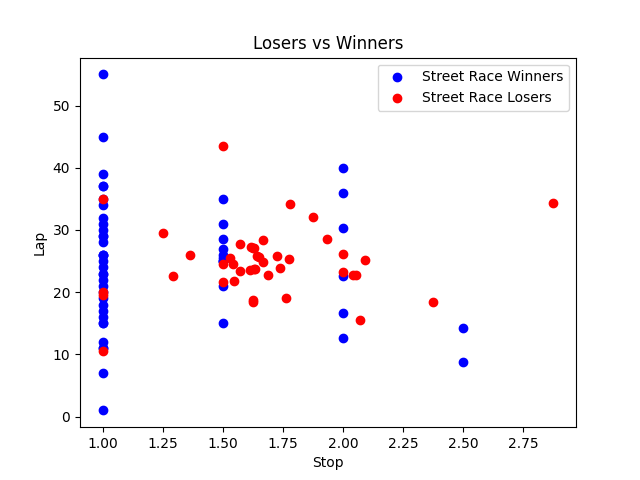 Losers vs Winners
Street Race Winners
Street Race Losers
50
40
30
20
10
0
Lap
1.00 1.25 1.50 1.75 2.00 2.25 2.50 2.75
Stop